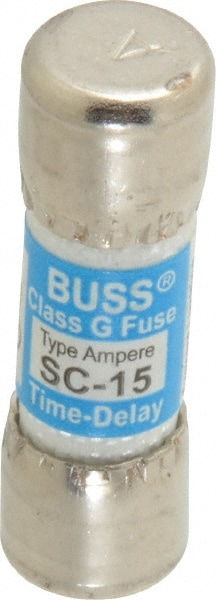 BUSS®
Class G Fuse
Type Ampere
SC-15
Time-Delay